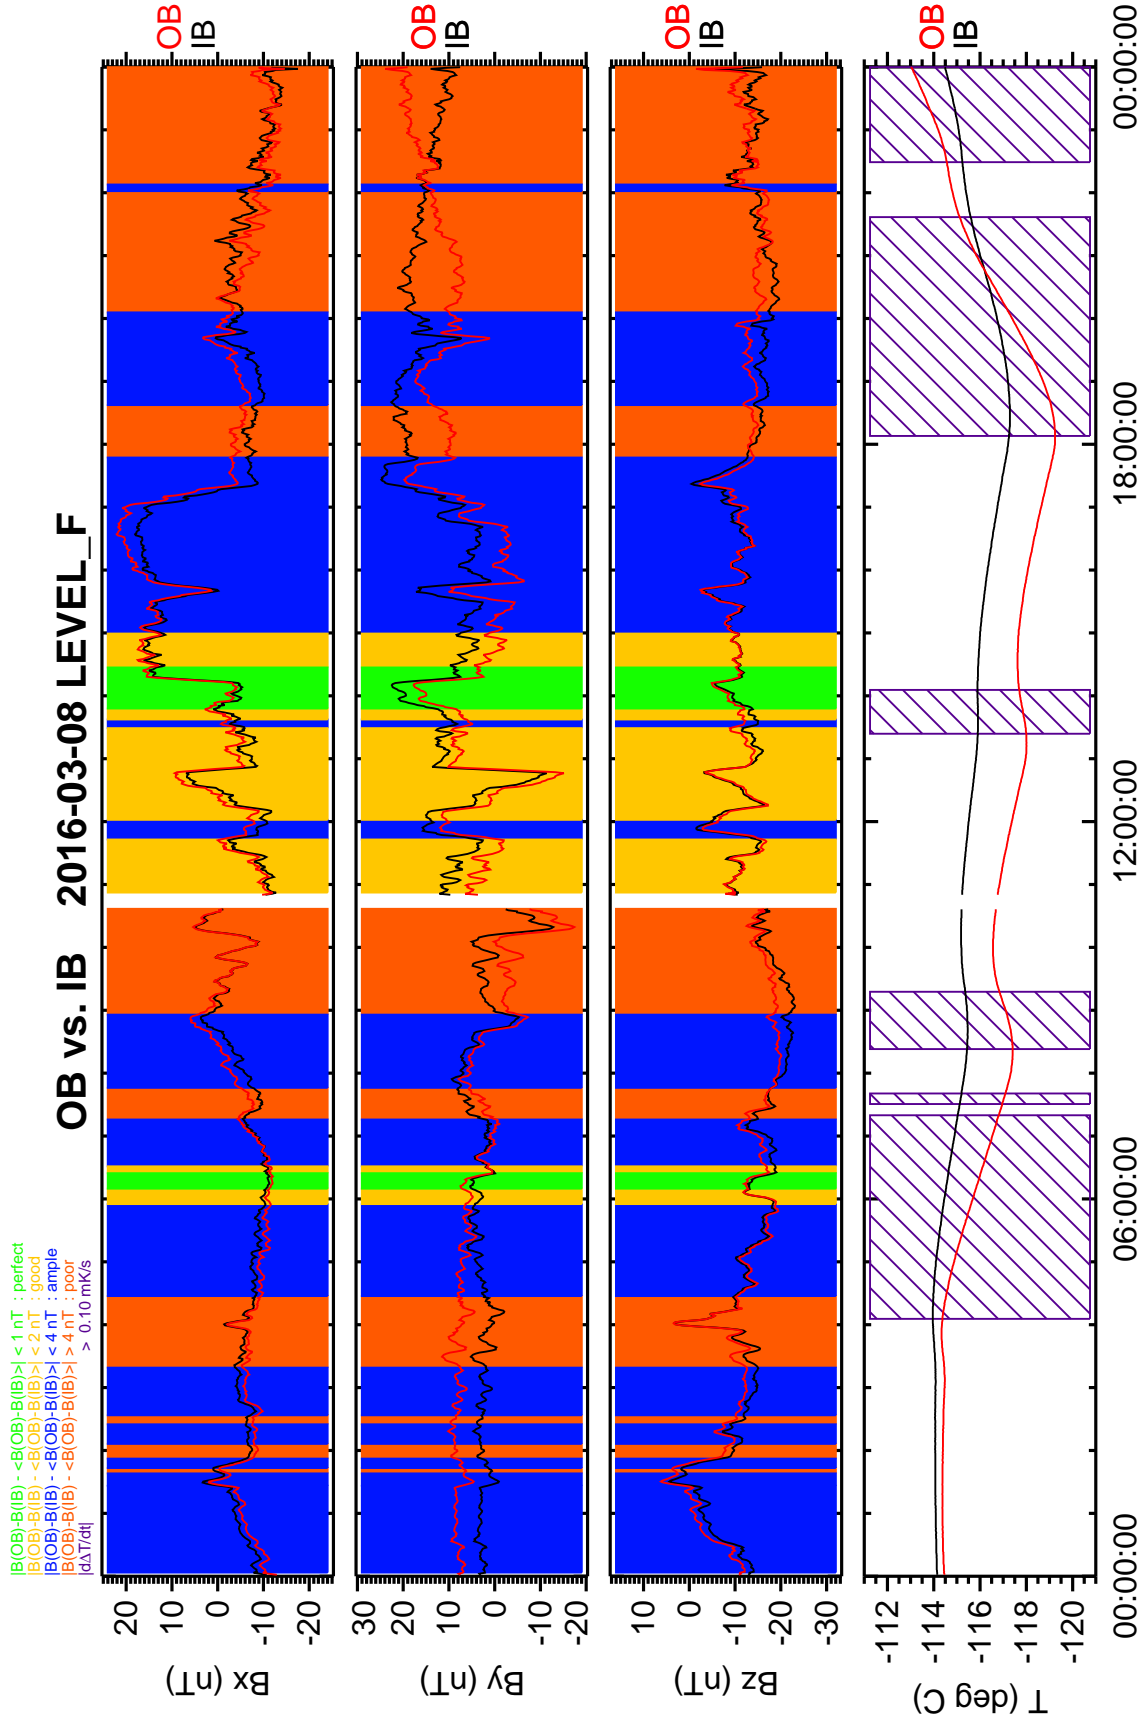 OB vs. IB 2016-03-08 LEVEL_F
|B(OB)-B(IB) - <B(OB)-B(IB)>| < 1 nT : perfect
|B(OB)-B(IB) - <B(OB)-B(IB)>| < 2 nT : good
|B(OB)-B(IB) - <B(OB)-B(IB)>| < 4 nT : ample
|B(OB)-B(IB) - <B(OB)-B(IB)>| > 4 nT : poor
|dΔT/dt| > 0.10 mK/s
Bx (nT)
20
10
0
-10
-20
OB
IB
By (nT)
30
20
10
0
-10
-20
OB
IB
Bz (nT)
10
0
-10
-20
-30
OB
IB
T (deg C)
-112
-114
-116
-118
-120
OB
IB
00:00:00
06:00:00
12:00:00
18:00:00
00:00:00